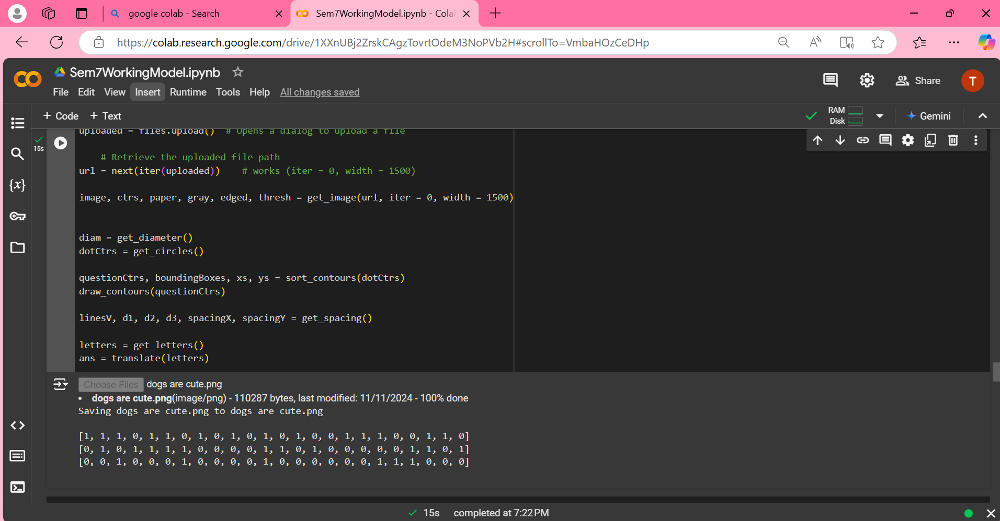 google colab - Search
Sem7WorkingModel.ipynb - Cola
https://colab.research.google.com/drive/1XXnUBj2ZrskCAgzTovrtOdeM3NoPVb2H#scrollTo=VmbaHOzCeDHp
Sem7WorkingModel.ipynb
Share
T
File Edit View Insert Runtime Tools Help All changes saved
+ Code + Text
RAM
Disk
Gemini
15s
uploaded = files.upload()  # Opens a dialog to upload a file
# Retrieve the uploaded file path
url = next(iter(uploaded))    # works (iter = 0, width = 1500)
image, ctrs, paper, gray, edged, thresh = get_image(url, iter = 0, width = 1500)
diam = get_diameter()
dotCtrs = get_circles()
questionCtrs, boundingBoxes, xs, ys = sort_contours(dotCtrs)
draw_contours(questionCtrs)
linesV, d1, d2, d3, spacingX, spacingY = get_spacing()
letters = get_letters()
ans = translate(letters)
Choose Files dogs are cute.png
• dogs are cute.png(image/png) - 110287 bytes, last modified: 11/11/2024 - 100% done
Saving dogs are cute.png to dogs are cute.png
[1, 1, 1, 0, 1, 1, 0, 1, 0, 1, 0, 1, 0, 1, 0, 0, 1, 1, 1, 0, 0, 1, 1, 0]
[0, 1, 0, 1, 1, 1, 1, 0, 0, 0, 0, 1, 1, 0, 1, 0, 0, 0, 0, 0, 1, 1, 0, 1]
[0, 0, 1, 0, 0, 0, 1, 0, 0, 0, 0, 1, 0, 0, 0, 0, 0, 0, 1, 1, 1, 0, 0, 0]
15s completed at 7:22 PM